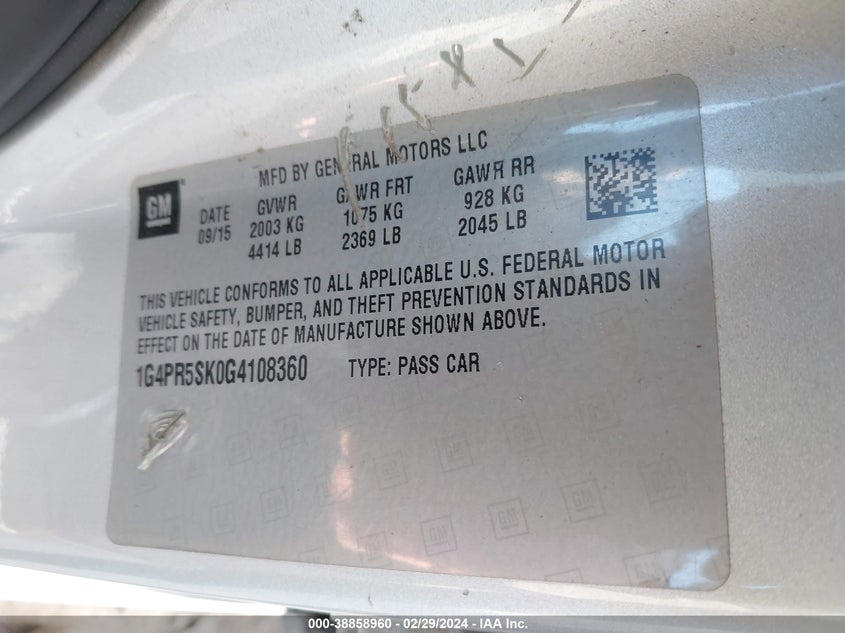 MFD BY GENERAL MOTORS LLC
GM
DATE
09/15
GVWR
2003 KG
4414 LB
GAWR FRT
1075 KG
2369 LB
GAWR RR
928 KG
2045 LB
THIS VEHICLE CONFORMS TO ALL APPLICABLE U.S. FEDERAL MOTOR
VEHICLE SAFETY, BUMPER, AND THEFT PREVENTION STANDARDS IN
EFFECT ON THE DATE OF MANUFACTURE SHOWN ABOVE.
1G4PR5SK0G4108360 TYPE: PASS CAR
000-38858960 - 02/29/2024 - IAA Inc.